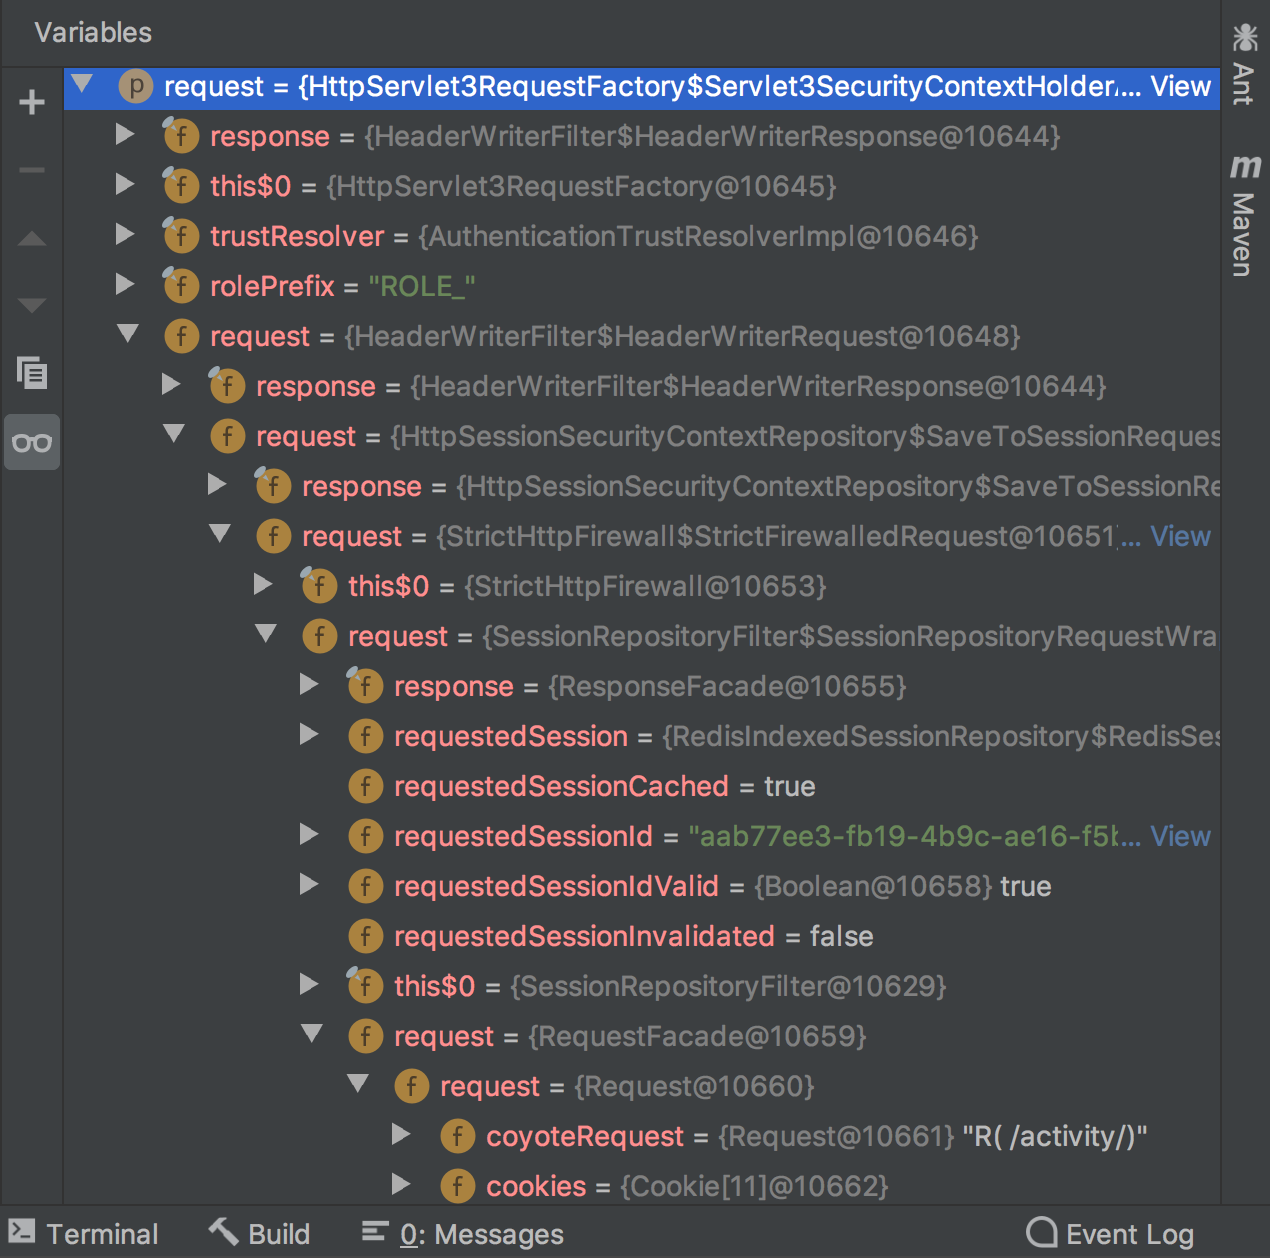 Variables
p request = {HttpServlet3RequestFactory$Servlet3SecurityContextHolder... View
f response = {HeaderWriterFilter$HeaderWriterResponse@10644}
f this$0 = {HttpServlet3RequestFactory@10645}
f trustResolver = {AuthenticationTrustResolverImpl@10646}
f rolePrefix = "ROLE_"
f request = {HeaderWriterFilter$HeaderWriterRequest@10648}
f response = {HeaderWriterFilter$HeaderWriterResponse@10644}
f request = {HttpSessionSecurityContextRepository$SaveToSessionReques
f response = {HttpSessionSecurityContextRepository$SaveToSessionRe
f request = {StrictHttpFirewall$StrictFirewalledRequest@10651}... View
f this$0 = {StrictHttpFirewall@10653}
f request = {SessionRepositoryFilter$SessionRepositoryRequestWra
f response = {ResponseFacade@10655}
f requestedSession = {RedisIndexedSessionRepository$RedisSes
f requestedSessionCached = true
f requestedSessionId = "aab77ee3-fb19-4b9c-ae16-f5b... View
f requestedSessionIdValid = {Boolean@10658} true
f requestedSessionInvalidated = false
f this$0 = {SessionRepositoryFilter@10629}
f request = {RequestFacade@10659}
f request = {Request@10660}
f coyoteRequest = {Request@10661} "R( /activity/)"
f cookies = {Cookie[11]@10662}
Ant
m Maven
Terminal Build 0: Messages Event Log